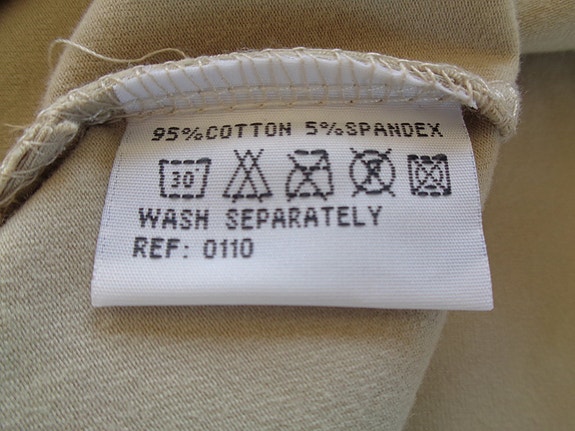 95%COTTON 5%SPANDEX
30°
WASH SEPARATELY
REF: 0110